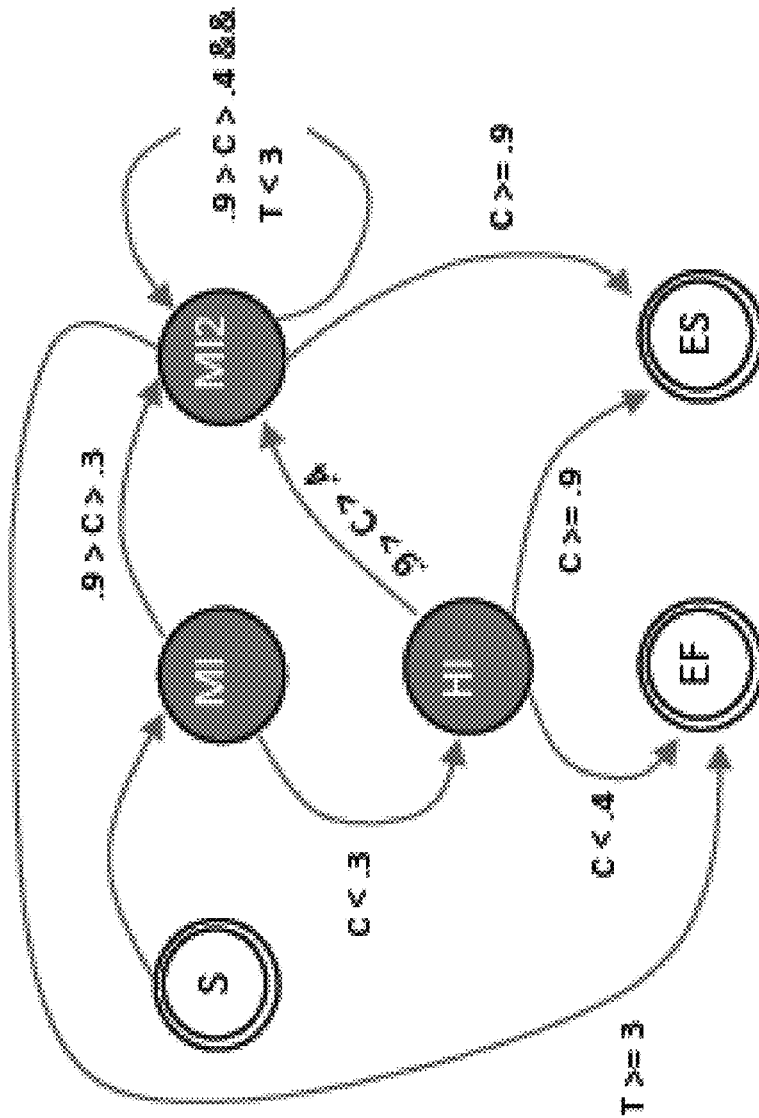 .9 > C > .4 &&
T < 3
.9 > C > .3
MI2
C >= .9
.4 < C < .9
MI
HI
C >= .9
ES
S
C < .3
C < .4
EF
T >= 3